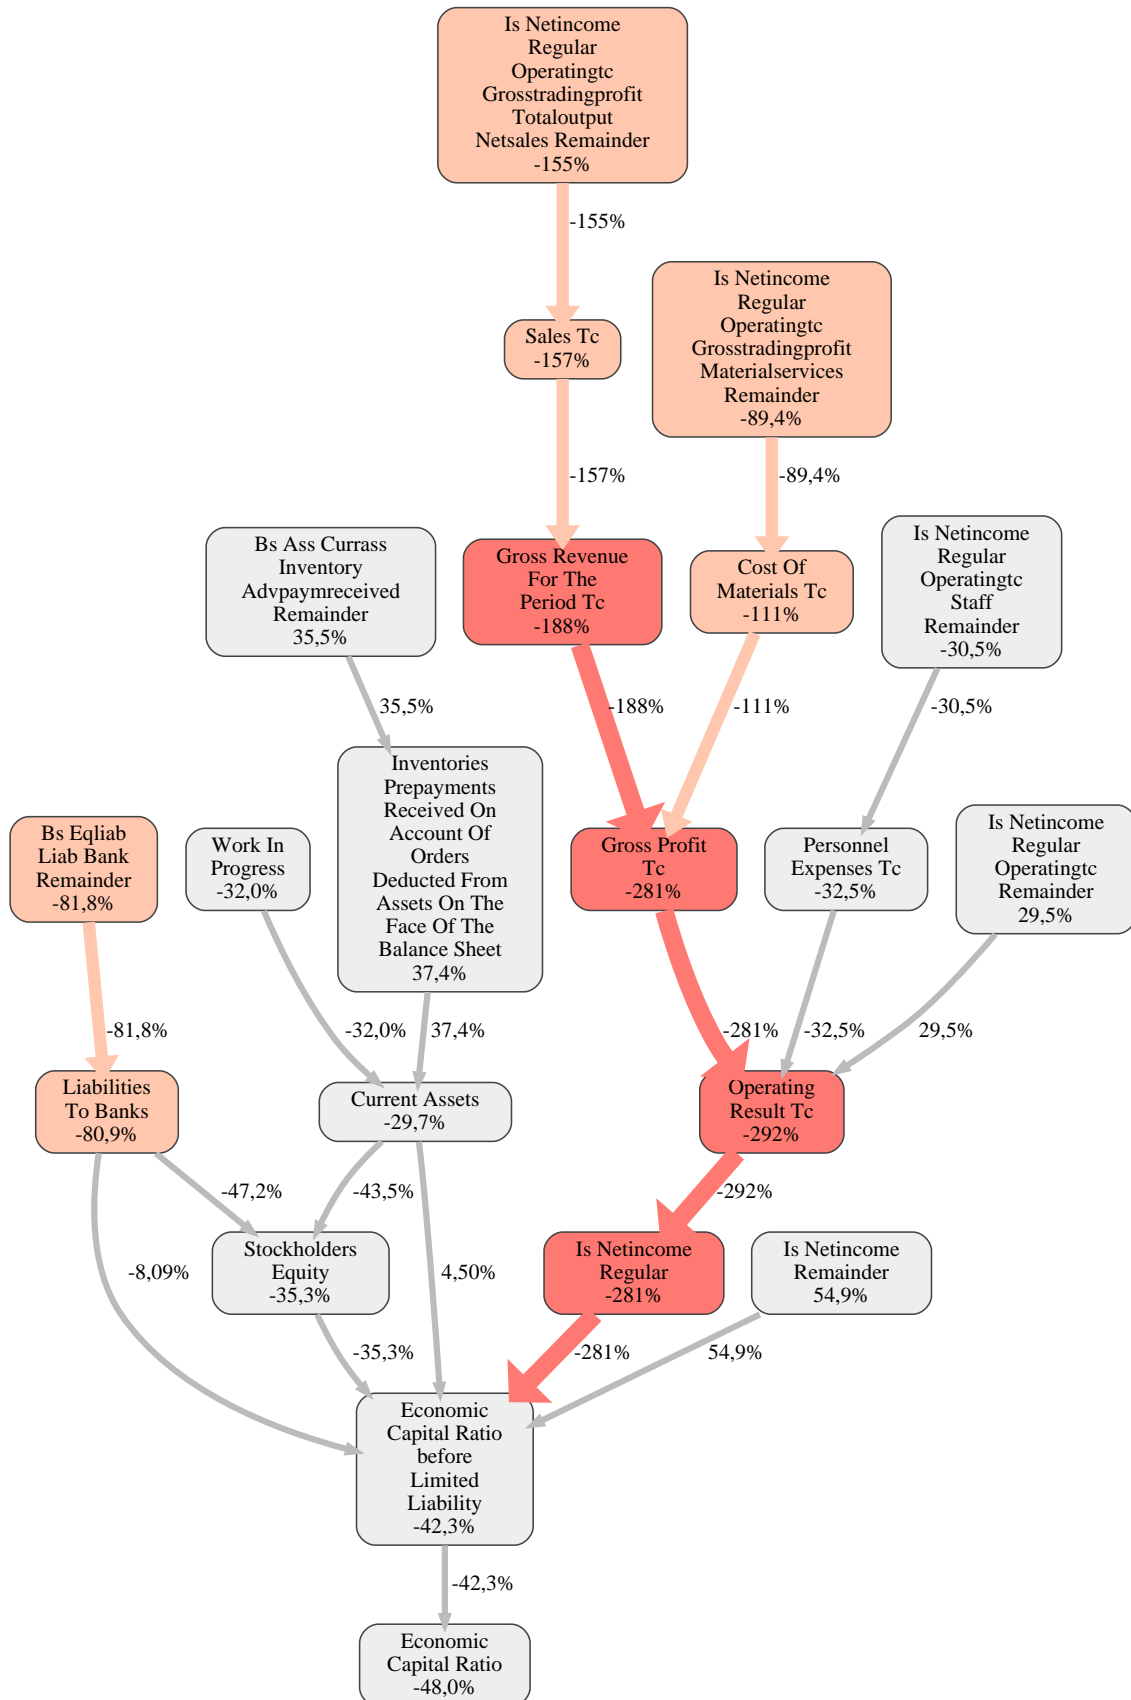 Is Netincome
Regular
Operatingtc
Grosstradingprofit
Totaloutput
Netsales Remainder
-155%
-155%
Is Netincome
Regular
Operatingtc
Grosstradingprofit
Materialservices
Remainder
-89,4%
Sales Tc
-157%
-157%
-89,4%
Bs Ass Currass
Inventory
Advpaymreceived
Remainder
35,5%
Gross Revenue
For The
Period Tc
-188%
Cost Of
Materials Tc
-111%
Is Netincome
Regular
Operatingtc
Staff
Remainder
-30,5%
35,5%
-188%
-111%
-30,5%
Inventories
Prepayments
Received On
Account Of
Orders
Deducted From
Assets On The
Face Of The
Balance Sheet
37,4%
Bs Eqliab
Liab Bank
Remainder
-81,8%
Work In
Progress
-32,0%
Gross Profit
Tc
-281%
Personnel
Expenses Tc
-32,5%
Is Netincome
Regular
Operatingtc
Remainder
29,5%
-81,8%
-32,0%
37,4%
-281%
-32,5%
29,5%
Liabilities
To Banks
-80,9%
Current Assets
-29,7%
Operating
Result Tc
-292%
-47,2%
-43,5%
-292%
-8,09%
Stockholders
Equity
-35,3%
4,50%
Is Netincome
Regular
-281%
Is Netincome
Remainder
54,9%
-35,3%
-281%
54,9%
Economic
Capital Ratio
before
Limited
Liability
-42,3%
-42,3%
Economic
Capital Ratio
-48,0%